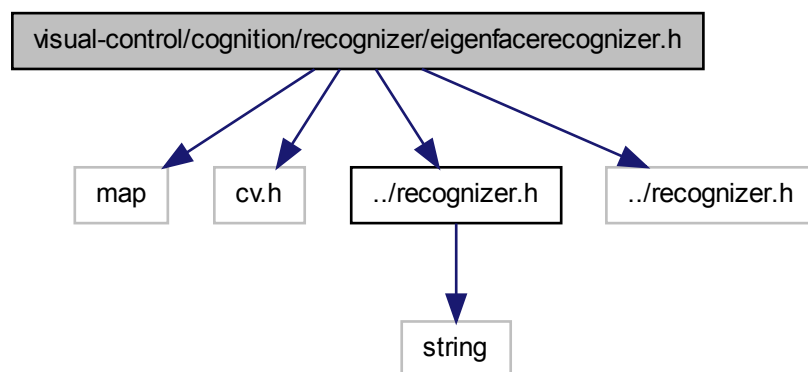 visual-control/cognition/recognizer/eigenfacerecognizer.h
map
cv.h
../recognizer.h
../recognizer.h
string